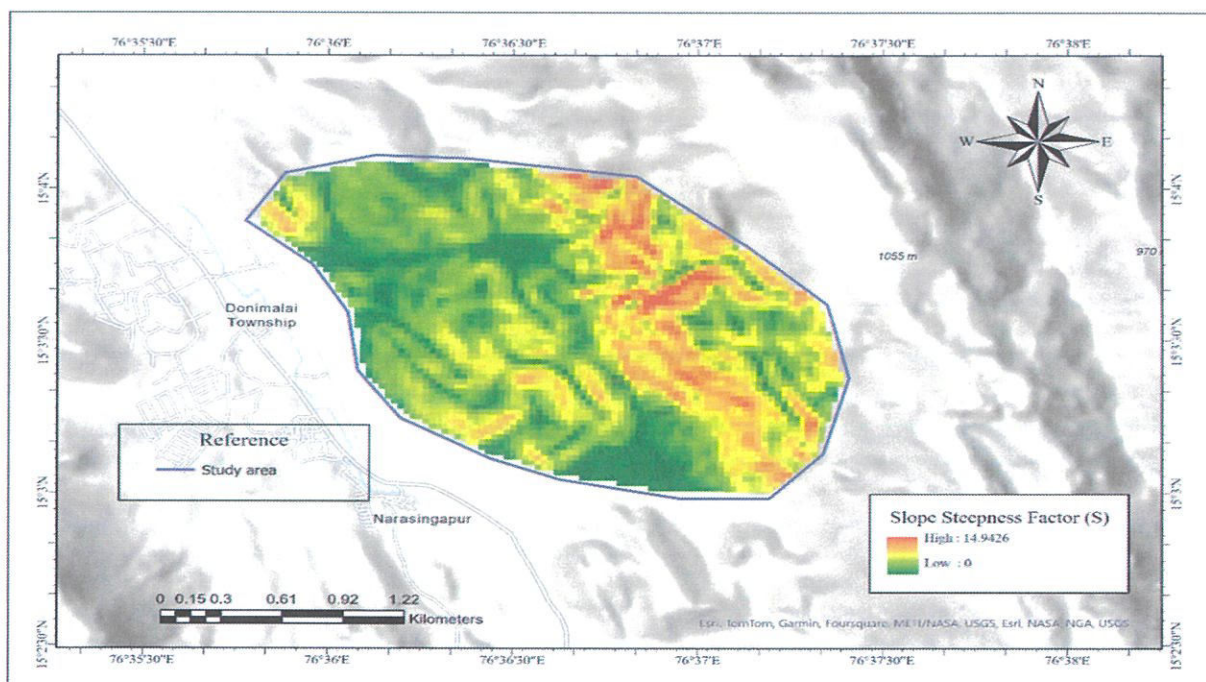 76°35'30"E 76°36'E 76°36'30"E 76°37'E 76°37'30"E 76°38'E
N
W E
S
15°4'N 15°4'N
1055 m 970
Donimalai
Township
15°3'30"N 15°3'30"N
Reference
Study area
15°3'N 15°3'N
Narasingapur
Slope Steepness Factor (S)
High : 14.9426
Low : 0
0 0.15 0.3 0.61 0.92 1.22
Kilometers
Esri, TomTom, Garmin, Foursquare, METI/NASA, USGS, Esri, NASA, NGA, USGS
15°2'30"N 15°2'30"N
76°35'30"E 76°36'E 76°36'30"E 76°37'E 76°37'30"E 76°38'E